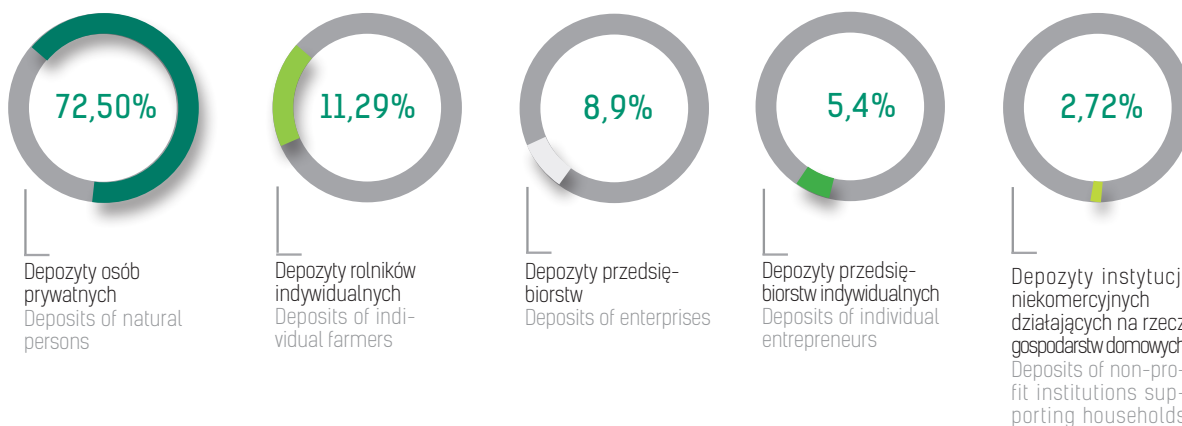 72,50%
Depozyty osób
prywatnych
Deposits of natural
persons
11,29%
Depozyty rolników
indywidualnych
Deposits of indi-
vidual farmers
8,9%
Depozyty przedsię-
biorstw
Deposits of enterprises
5,4%
Depozyty przedsię-
biorstw indywidualnych
Deposits of individual
entrepreneurs
2,72%
Depozyty instytucj
niekomercyjnych
działających na rzecz
gospodarstw domowych
Deposits of non-pro-
fit institutions sup-
porting households